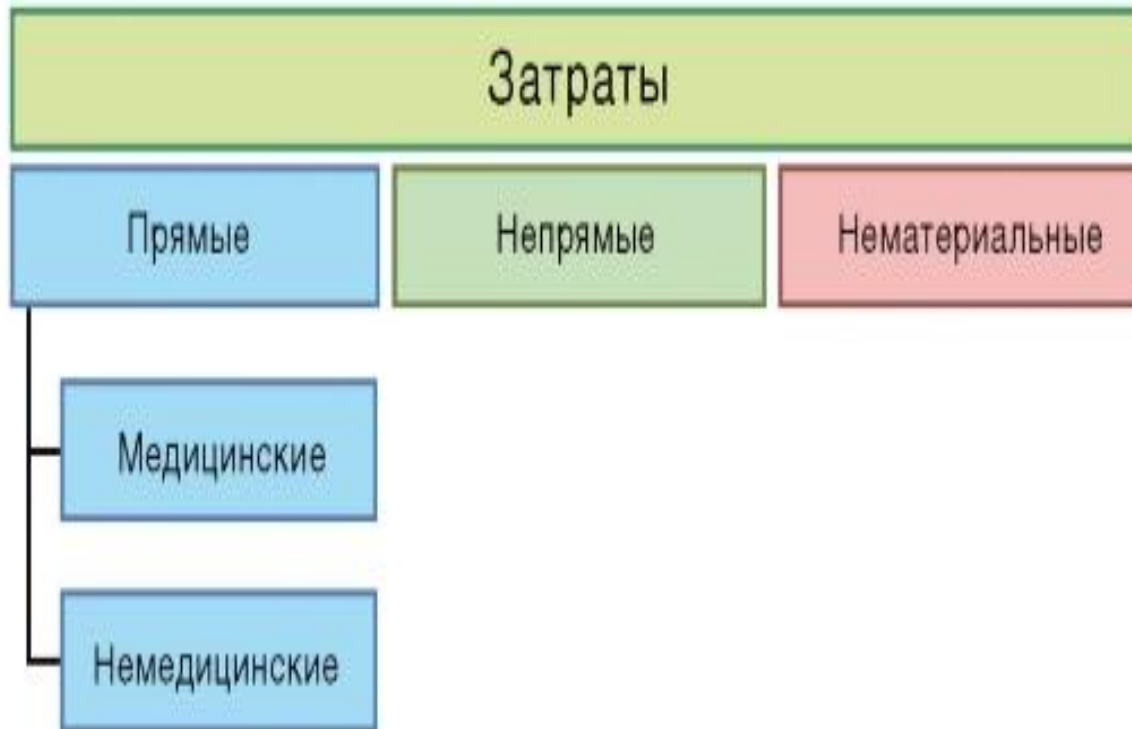 Затраты
Прямые
Непрямые
Нематериальные
Медицинские
Немедицинские